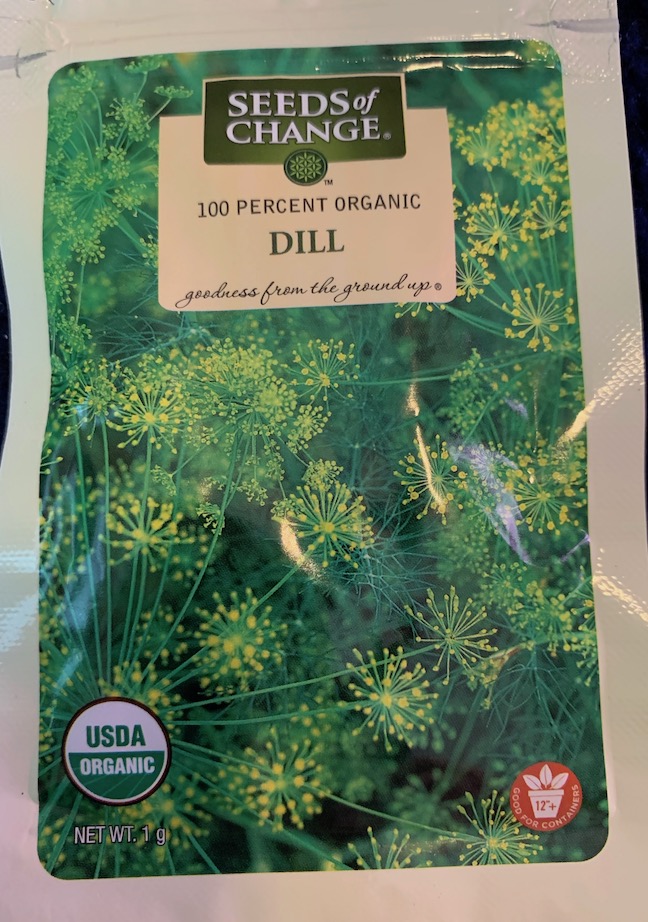 SEEDS of
CHANGE®
™
100 PERCENT ORGANIC
DILL
goodness from the ground up®
USDA
ORGANIC
NET WT. 1 g
12"+
GOOD FOR CONTAINERS